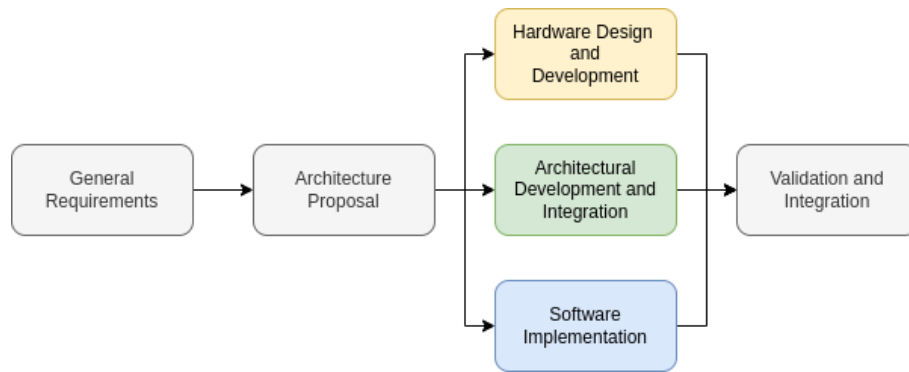 General
Requirements
Architecture
Proposal
Hardware Design
and
Development
Architectural
Development and
Integration
Software
Implementation
Validation and
Integration